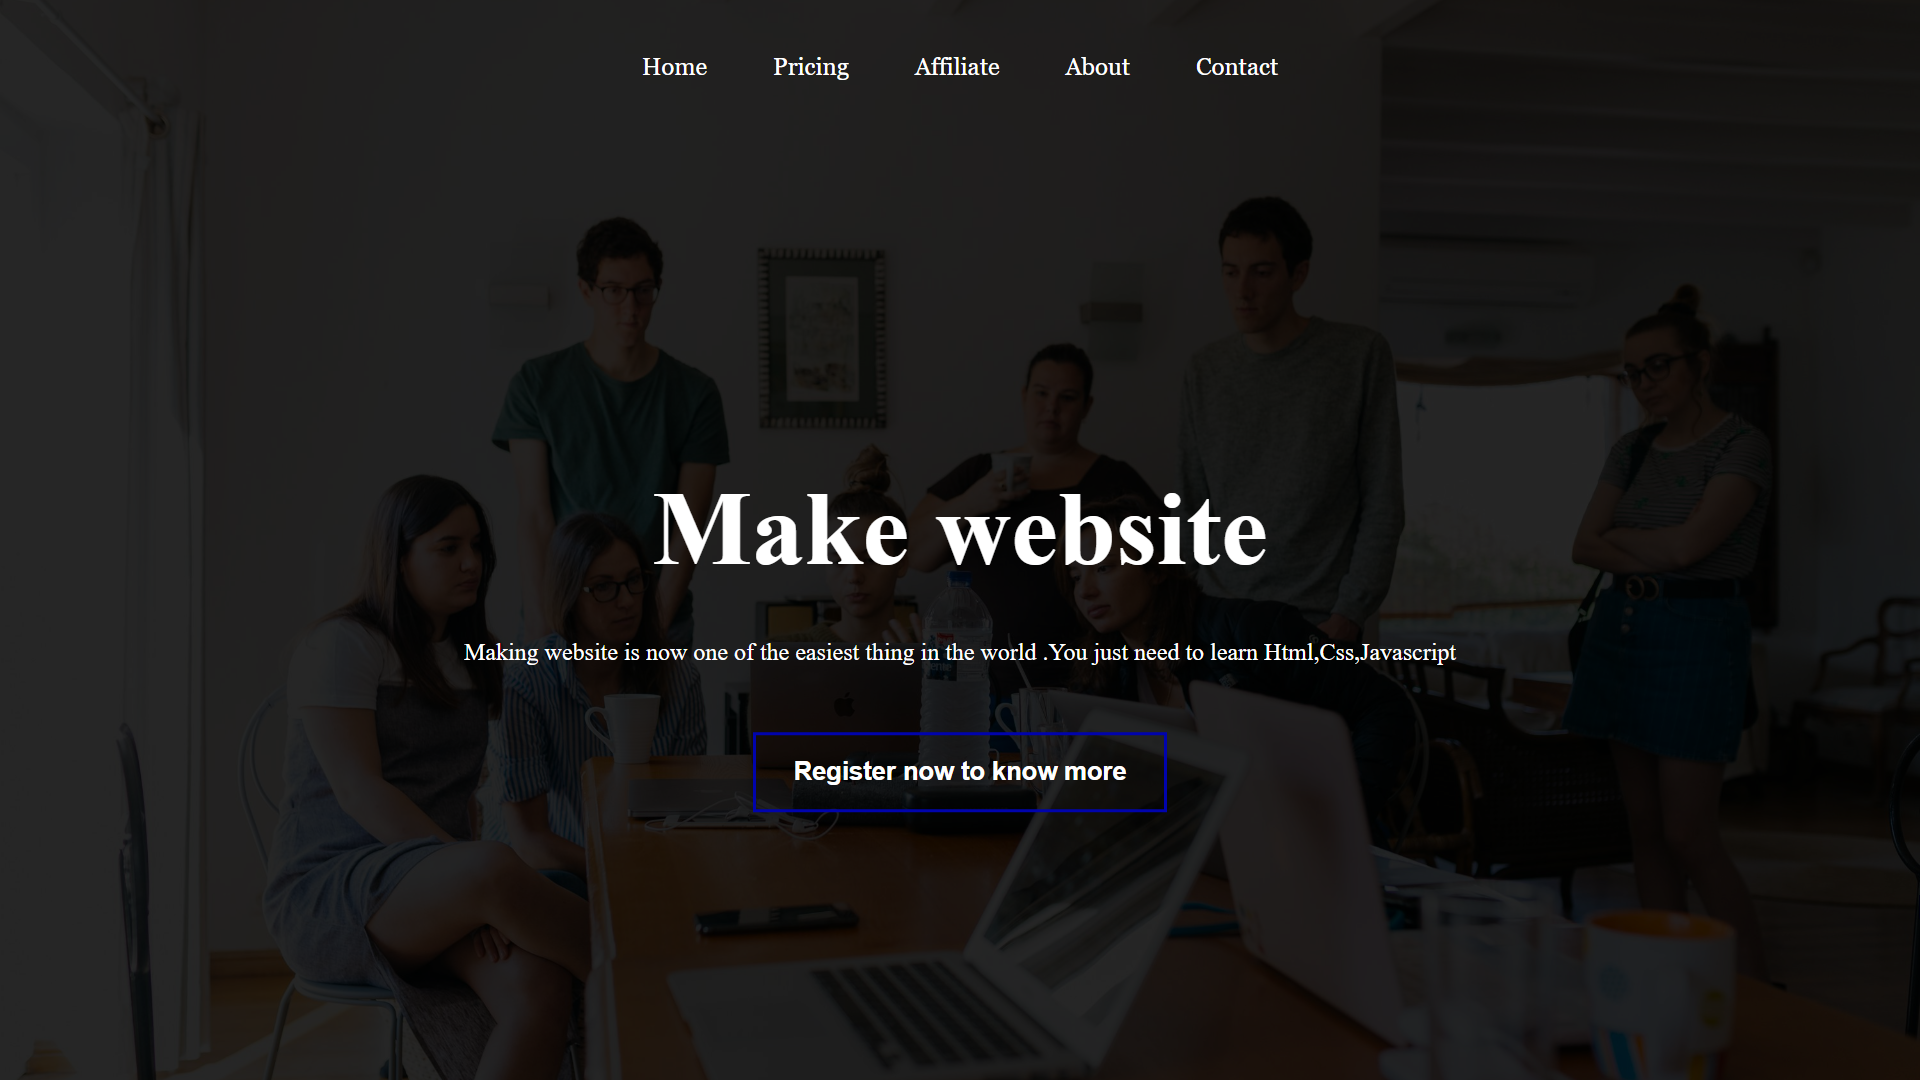 Home Pricing Affiliate About Contact
Make website
Making website is now one of the easiest thing in the world .You just need to learn Html,Css,Javascript
Register now to know more